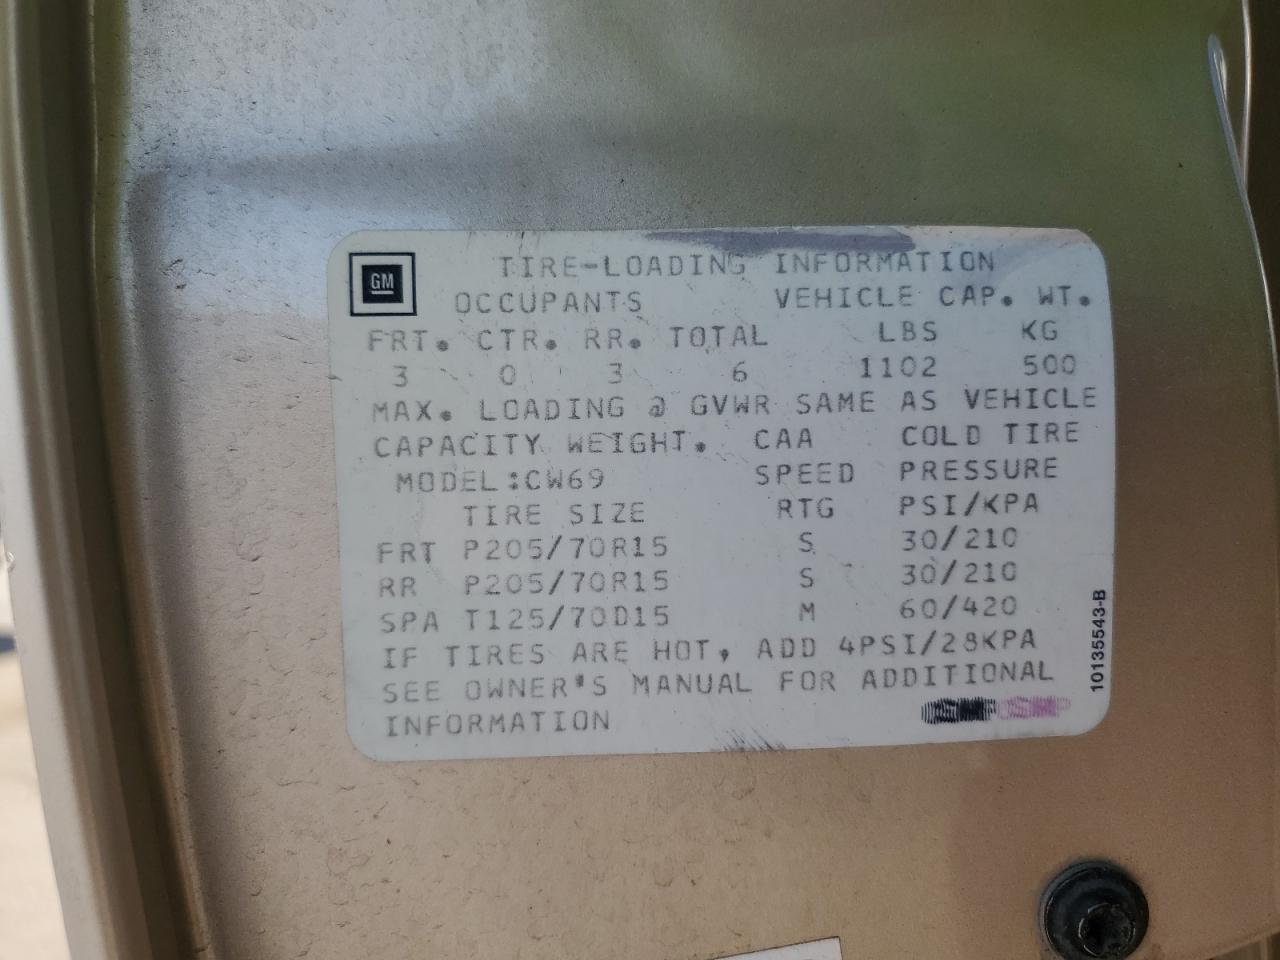 GM
TIRE-LOADING INFORMATION
OCCUPANTS VEHICLE CAP. WT.
FRT. CTR. RR. TOTAL LBS KG
3 0 3 6 1102 500
MAX. LOADING @ GVWR SAME AS VEHICLE
CAPACITY WEIGHT. CAA COLD TIRE
MODEL:CW69 SPEED PRESSURE
TIRE SIZE RTG PSI/KPA
FRT P205/70R15 S 30/210
RR P205/70R15 S 30/210
SPA T125/70D15 M 60/420
IF TIRES ARE HOT, ADD 4PSI/28KPA
SEE OWNER'S MANUAL FOR ADDITIONAL
INFORMATION
10135543-B